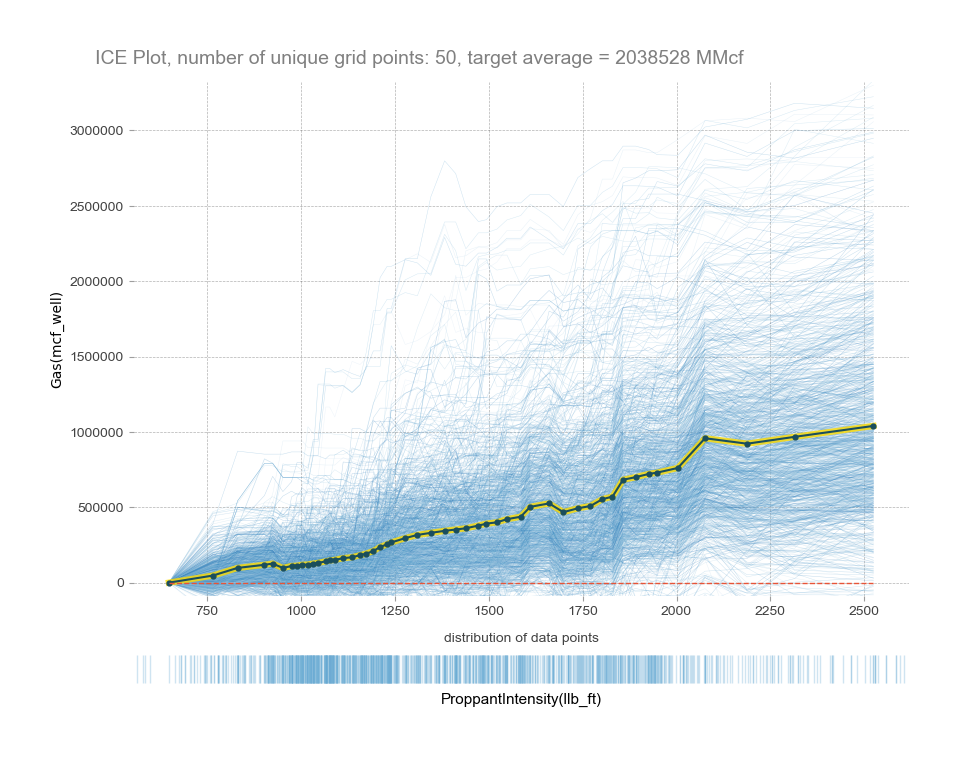 ICE Plot, number of unique grid points: 50, target average = 2038528 MMcf
Gas(mcf_well)
3000000
2500000
2000000
1500000
1000000
500000
0
750 1000 1250 1500 1750 2000 2250 2500
distribution of data points
ProppantIntensity(llb_ft)